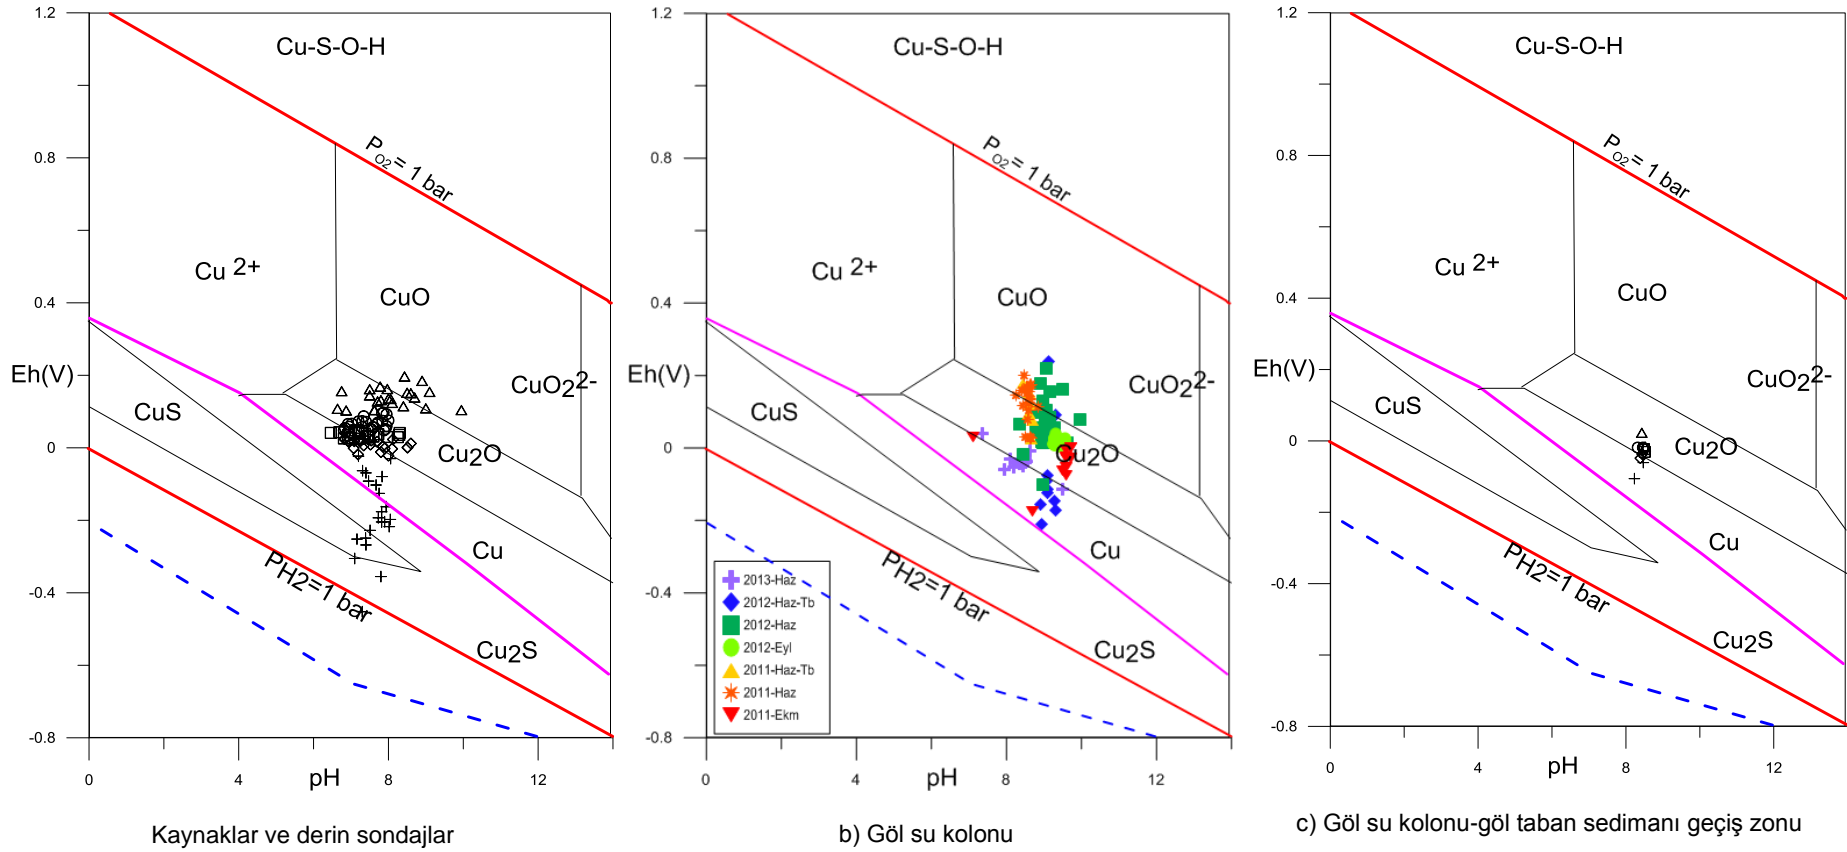 1.2
Cu-S-O-H
PO2= 1 bar
0.8
Cu 2+
CuO
0.4
Eh(V)
CuO22-
CuS
0
Cu2O
Cu
-0.4
PH2=1 bar
Cu2S
-0.8
0
4
pH
8
12
Kaynaklar ve derin sondajlar
1.2
Cu-S-O-H
PO2= 1 bar
0.8
Cu 2+
CuO
0.4
Eh(V)
CuO22-
CuS
0
Cu2O
Cu
-0.4
PH2=1 bar
2013-Haz
2012-Haz-Tb
2012-Haz
2012-Eyl
2011-Haz-Tb
2011-Haz
2011-Ekm
Cu2S
-0.8
0
4
pH
8
12
b) Göl su kolonu
1.2
Cu-S-O-H
PO2= 1 bar
0.8
Cu 2+
CuO
0.4
Eh(V)
CuO22-
CuS
0
Cu2O
Cu
-0.4
PH2=1 bar
Cu2S
-0.8
0
4
pH
8
12
c) Göl su kolonu-göl taban sedimanı geçiş zonu